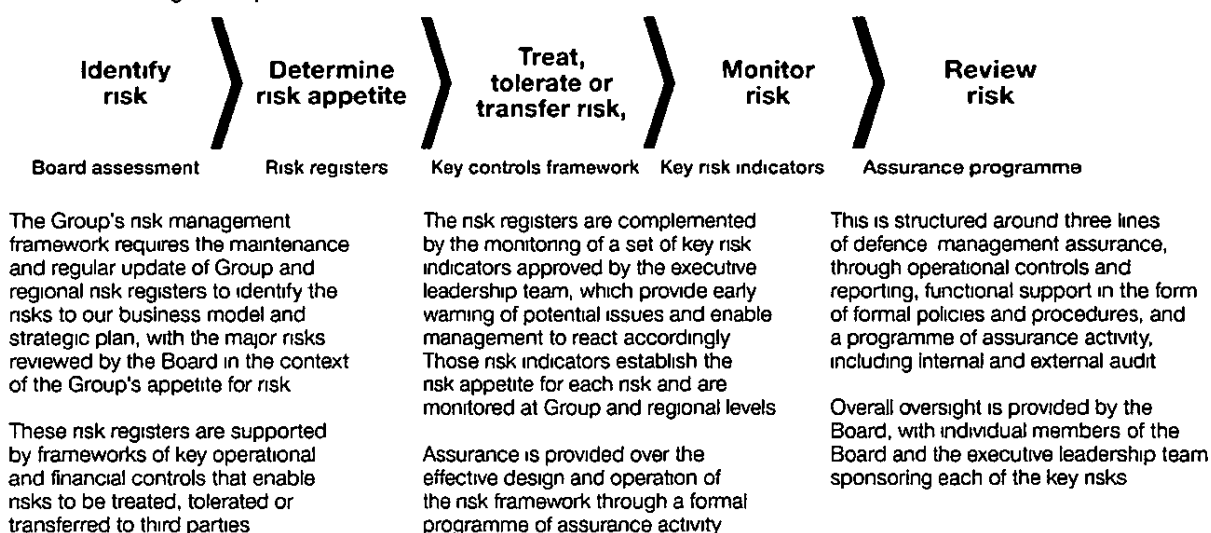 Identify
risk
Determine
risk appetite
Treat,
tolerate or
transfer risk,
Monitor
risk
Review
risk
Board assessment
Risk registers
Key controls framework
Key risk indicators
Assurance programme
The Group's risk management
framework requires the maintenance
and regular update of Group and
regional risk registers to identify the
risks to our business model and
strategic plan, with the major risks
reviewed by the Board in the context
of the Group's appetite for risk
These risk registers are supported
by frameworks of key operational
and financial controls that enable
risks to be treated, tolerated or
transferred to third parties
The risk registers are complemented
by the monitoring of a set of key risk
indicators approved by the executive
leadership team, which provide early
warning of potential issues and enable
management to react accordingly
Those risk indicators establish the
risk appetite for each risk and are
monitored at Group and regional levels
Assurance is provided over the
effective design and operation of
the risk framework through a formal
programme of assurance activity
This is structured around three lines
of defence management assurance,
through operational controls and
reporting, functional support in the form
of formal policies and procedures, and
a programme of assurance activity,
including internal and external audit
Overall oversight is provided by the
Board, with individual members of the
Board and the executive leadership team
sponsoring each of the key risks